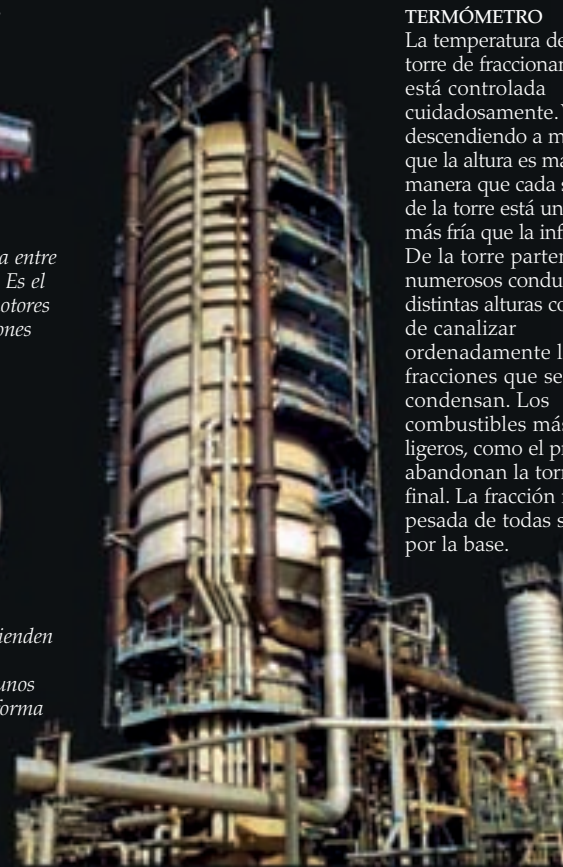 a entre
Es el
otores
ones
ienden
unos
forma
TERMÓMETRO
La temperatura de
torre de fracciona
está controlada
cuidadosamente.
descendiendo a m
que la altura es ma
manera que cada s
de la torre está un
más fría que la inf
De la torre parte
numerosos condu
distintas alturas co
de canalizar
ordenadamente l
fracciones que se
condensan. Los
combustibles más
ligeros, como el p
abandonan la torr
final. La fracción
pesada de todas s
por la base.